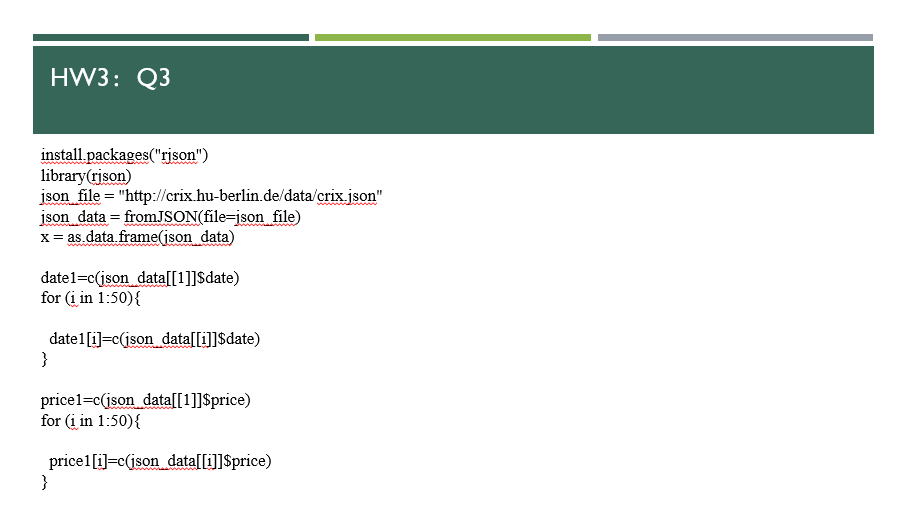 HW3：Q3
install.packages("rjson")
library(rjson)
json_file = "http://crix.hu-berlin.de/data/crix.json"
json_data = fromJSON(file=json_file)
x = as.data.frame(json_data)
date1=c(json_data[[1]]$date)
for (i in 1:50){
date1[i]=c(json_data[[i]]$date)
}
price1=c(json_data[[1]]$price)
for (i in 1:50){
price1[i]=c(json_data[[i]]$price)
}